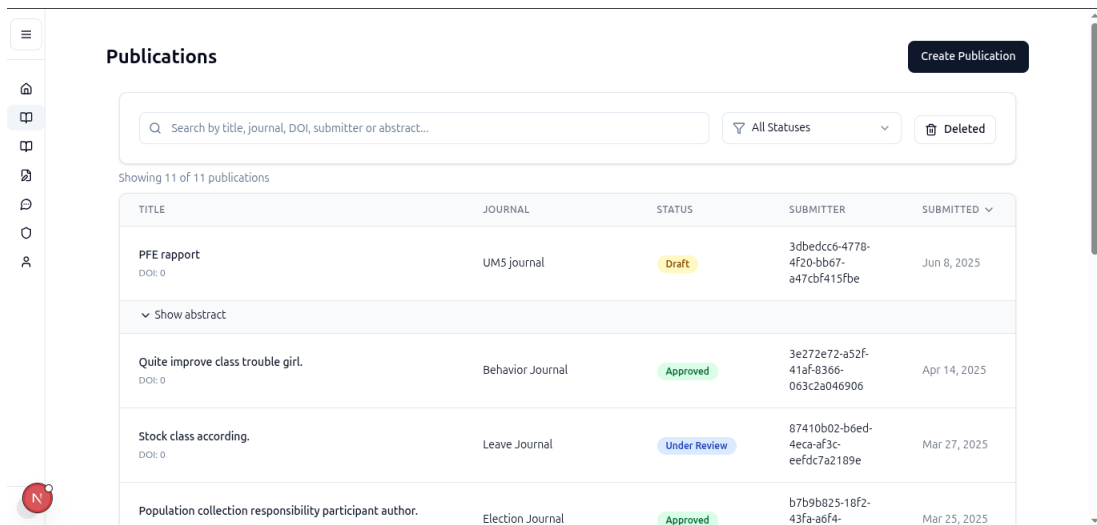 Publications
Create Publication
Search by title, journal, DOI, submitter or abstract...
All Statuses
Deleted
Showing 11 of 11 publications
TITLE JOURNAL STATUS SUBMITTER SUBMITTED
PFE rapport
DOI: 0
UM5 journal
Draft
3dbedcc6-4778-
4f20-bb67-
a47cbf415fbe
Jun 8, 2025
Show abstract
Quite improve class trouble girl.
DOI: 0
Behavior Journal
Approved
3e272e72-a52f-
41af-8366-
063c2a046906
Apr 14, 2025
Stock class according.
DOI: 0
Leave Journal
Under Review
87410b02-b6ed-
4eca-af3c-
eefdc7a2189e
Mar 27, 2025
Population collection responsibility participant author.
Election Journal
Approved
b7b9b825-18f2-
43fa-a6f4-
Mar 25, 2025
N